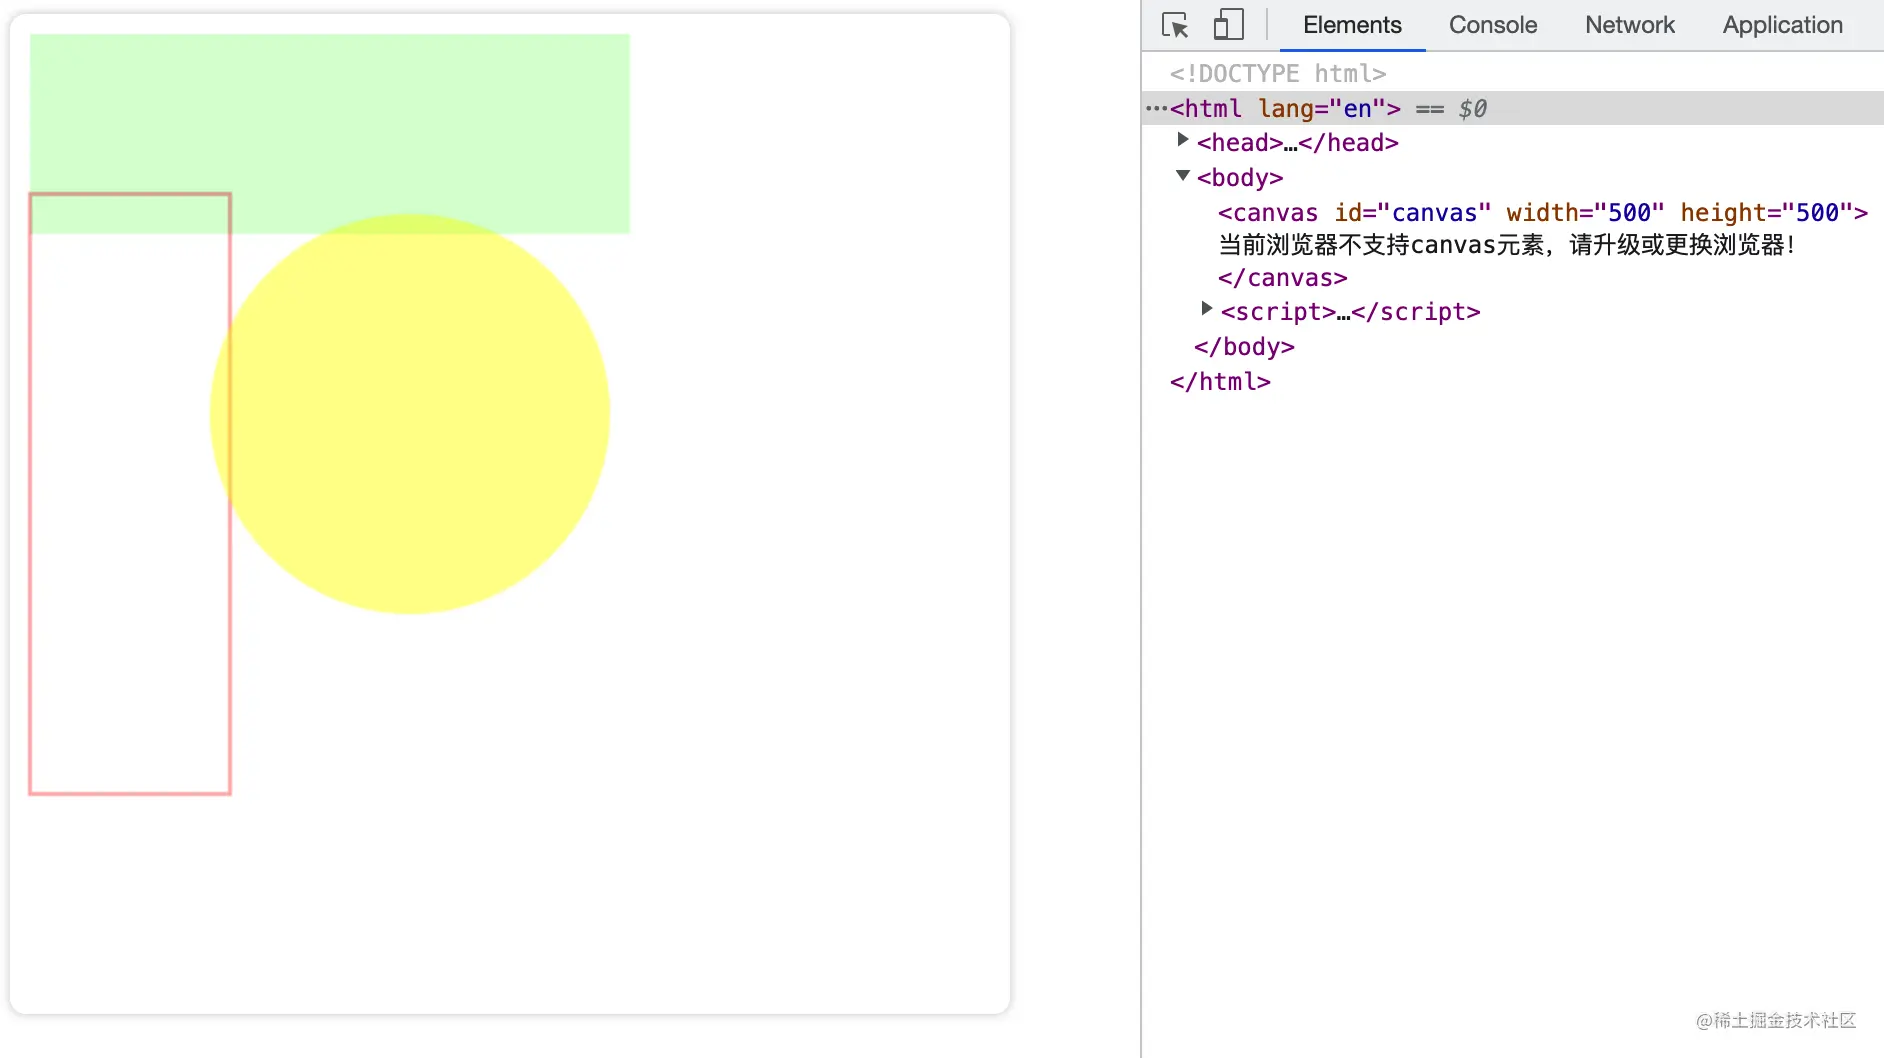 Elements Console Network Application
<!DOCTYPE html>
⋯<html lang="en"> == $0
▶<head>…</head>
▼<body>
<canvas id="canvas" width="500" height="500">
当前浏览器不支持canvas元素，请升级或更换浏览器！
</canvas>
▶<script>…</script>
</body>
</html>
@稀土掘金技术社区